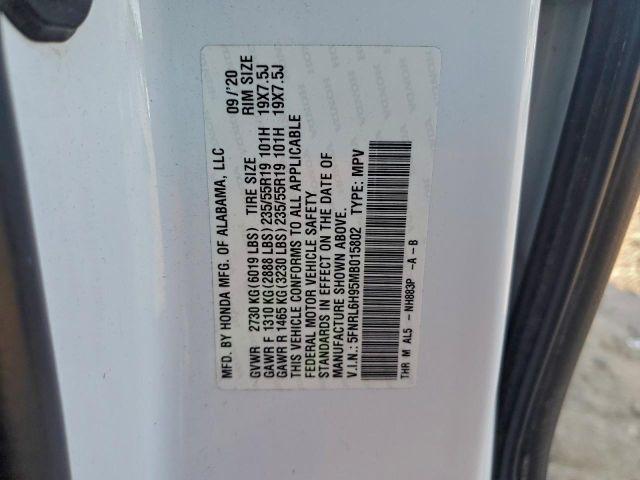 MFD. BY HONDA MFG. OF ALABAMA, LLC 09/'20
GVWR 2730 KG (6019 LBS) TIRE SIZE RIM SIZE
GAWR F 1310 KG (2888 LBS) 235/55R19 101H 19X7.5J
GAWR R 1465 KG (3230 LBS) 235/55R19 101H 19X7.5J
THIS VEHICLE CONFORMS TO ALL APPLICABLE
FEDERAL MOTOR VEHICLE SAFETY
STANDARDS IN EFFECT ON THE DATE OF
MANUFACTURE SHOWN ABOVE.
V.I.N.: 5FNRL6H95MB015802 TYPE: MPV
THR M AL5 - NH883P -A -B